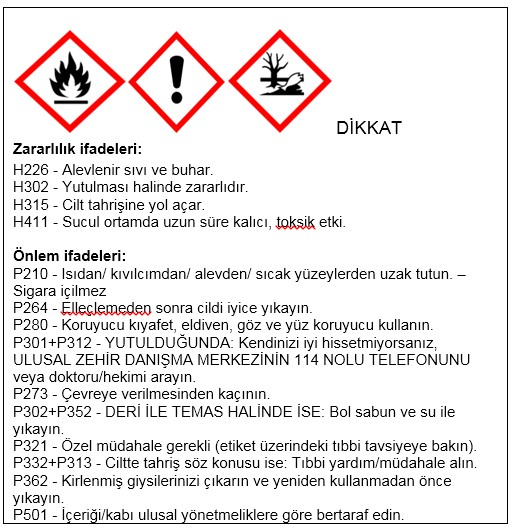 DİKKAT
Zararlılık ifadeleri:
H226 - Alevlenir sıvı ve buhar.
H302 - Yutulması halinde zararlıdır.
H315 - Cilt tahrişine yol açar.
H411 - Sucul ortamda uzun süre kalıcı, toksik etki.
Önlem ifadeleri:
P210 - Isıdan/ kıvılcımdan/ alevden/ sıcak yüzeylerden uzak tutun. –
Sigara içilmez
P264 - Elleçlemeden sonra cildi iyice yıkayın.
P280 - Koruyucu kıyafet, eldiven, göz ve yüz koruyucu kullanın.
P301+P312 - YUTULDUĞUNDA: Kendinizi iyi hissetmiyorsanız,
ULUSAL ZEHİR DANIŞMA MERKEZİNİN 114 NOLU TELEFONUNU
veya doktoru/hekimi arayın.
P273 - Çevreye verilmesinden kaçının.
P302+P352 - DERİ İLE TEMAS HALİNDE İSE: Bol sabun ve su ile
yıkayın.
P321 - Özel müdahale gerekli (etiket üzerindeki tıbbi tavsiyeye bakın).
P332+P313 - Ciltte tahriş söz konusu ise: Tıbbi yardım/müdahale alın.
P362 - Kirlenmiş giysilerinizi çıkarın ve yeniden kullanmadan önce
yıkayın.
P501 - İçeriği/kabı ulusal yönetmeliklere göre bertaraf edin.